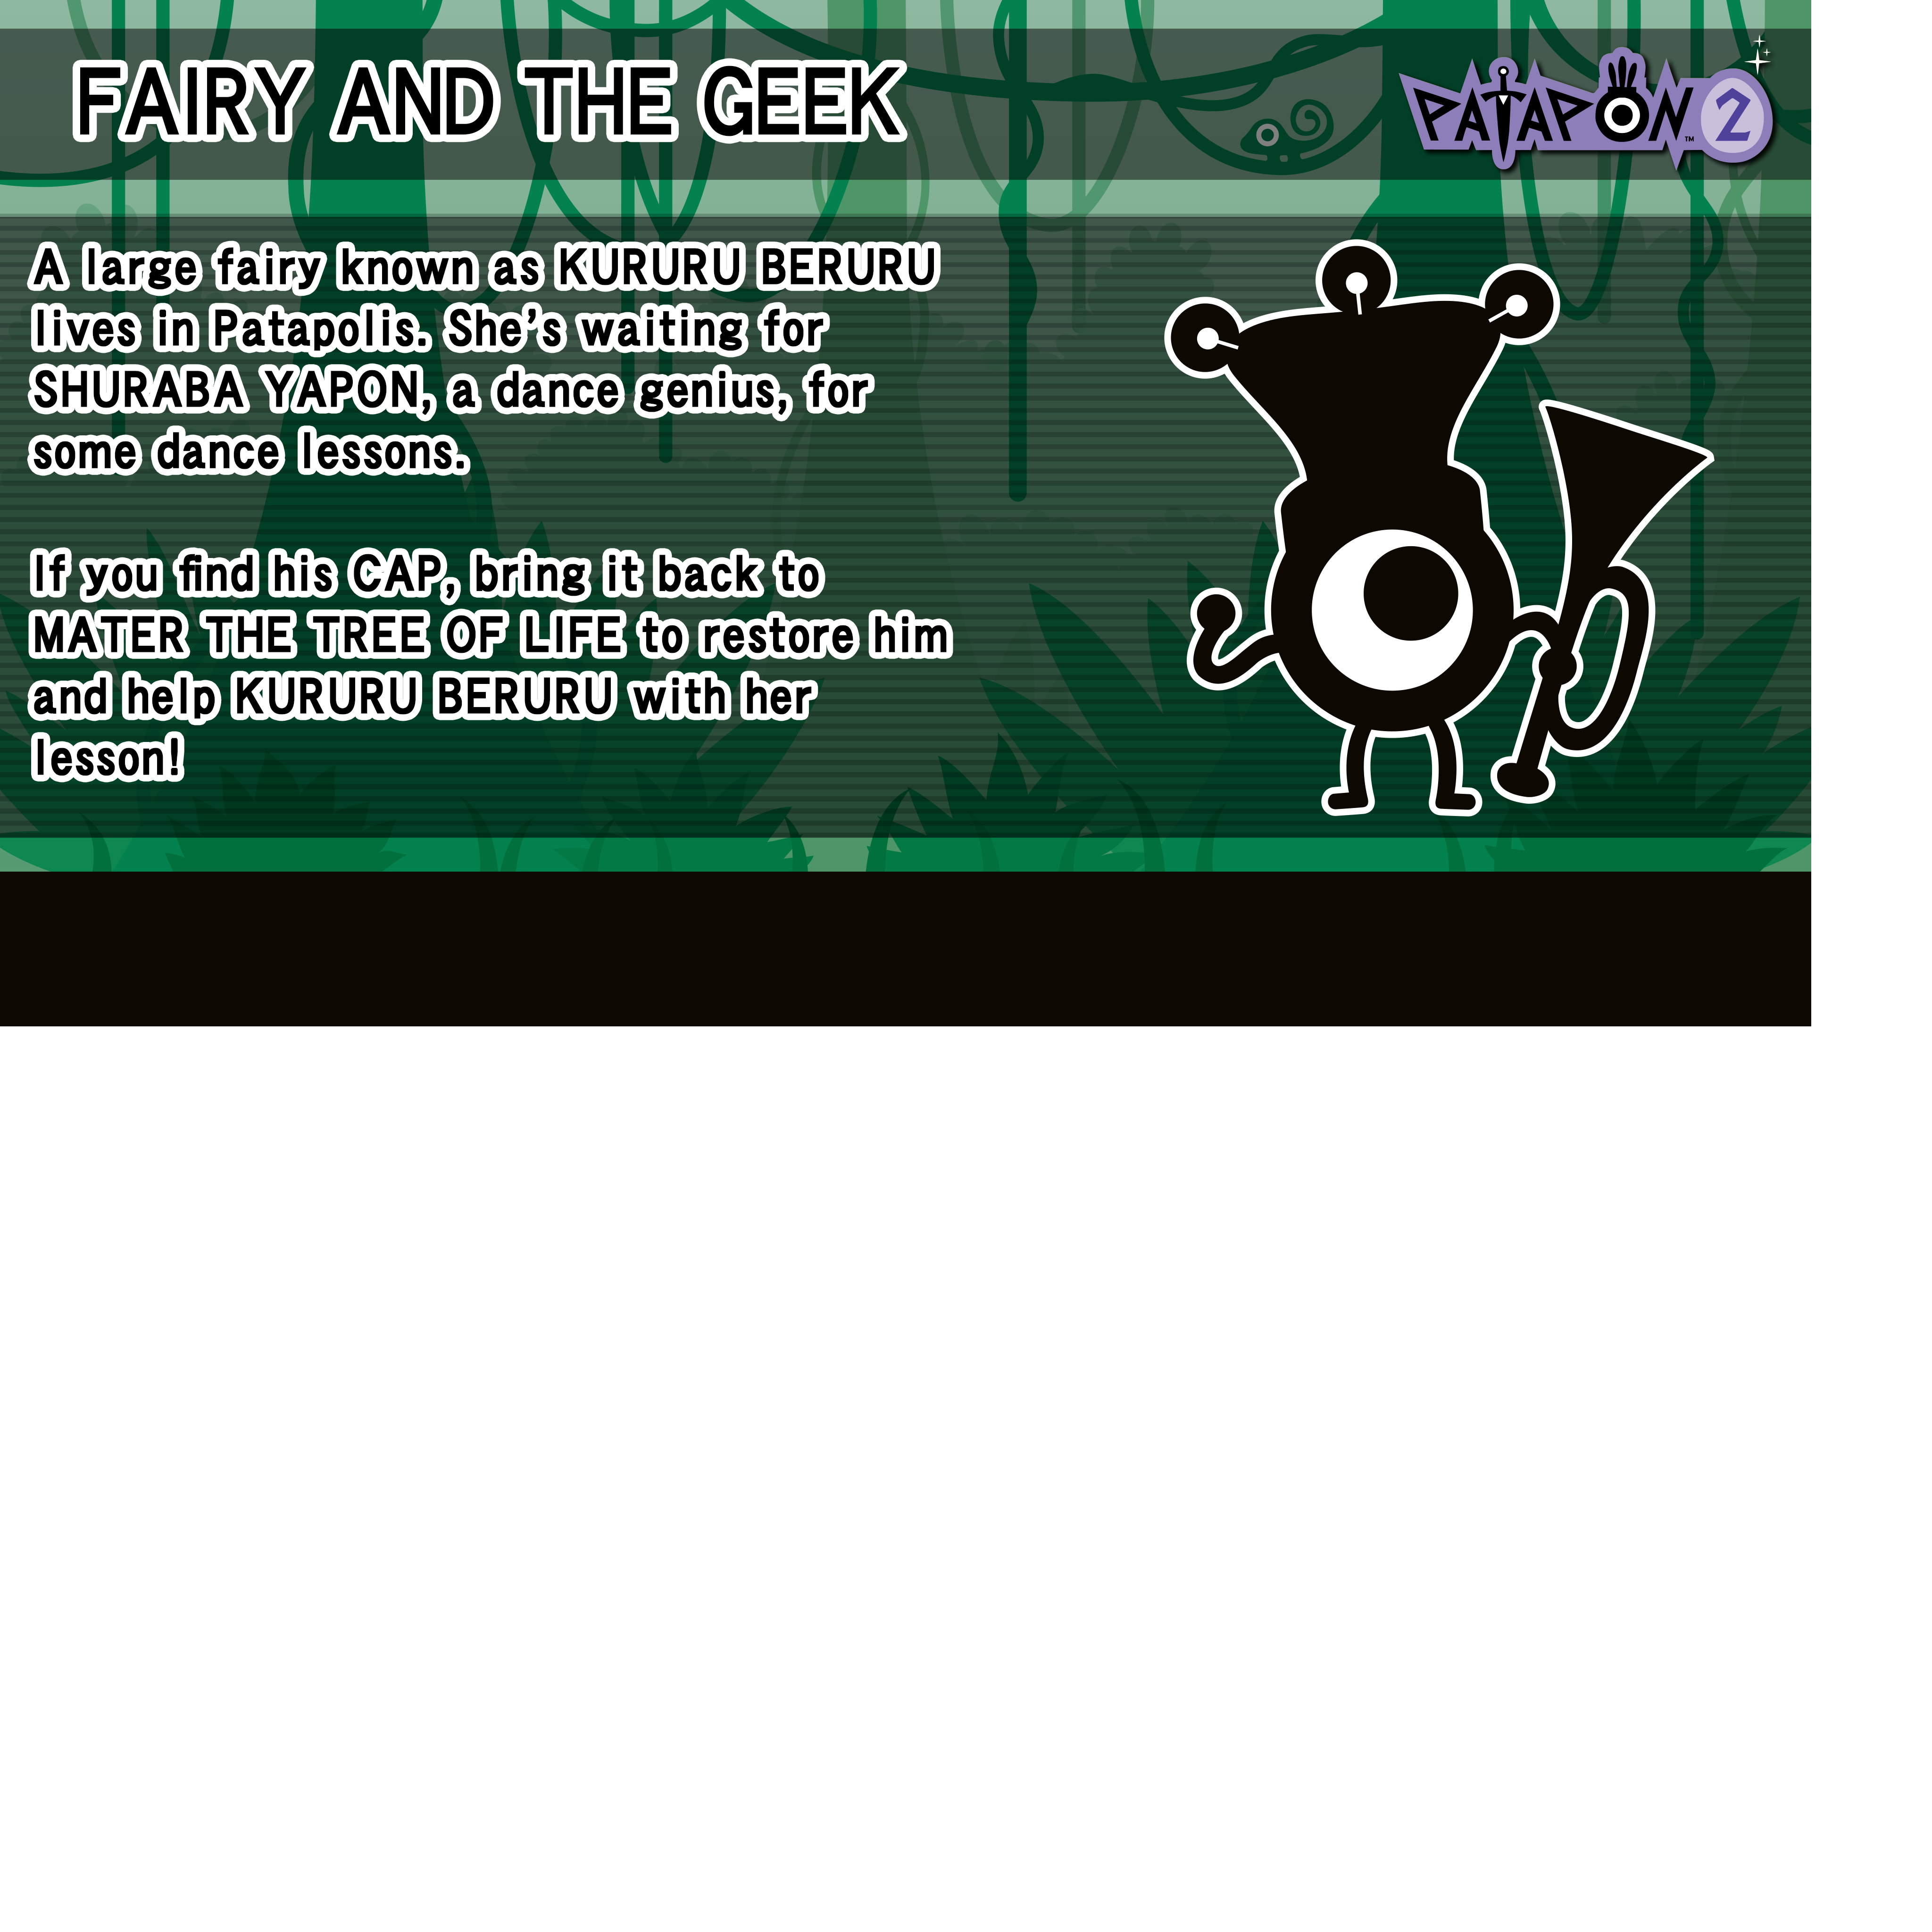 FAIRY AND THE GEEK
PATAPON™ 2
A large fairy known as KURURU BERURU
lives in Patapolis. She’s waiting for
SHURABA YAPON, a dance genius, for
some dance lessons.
If you find his CAP, bring it back to
MATER THE TREE OF LIFE to restore him
and help KURURU BERURU with her
lesson!